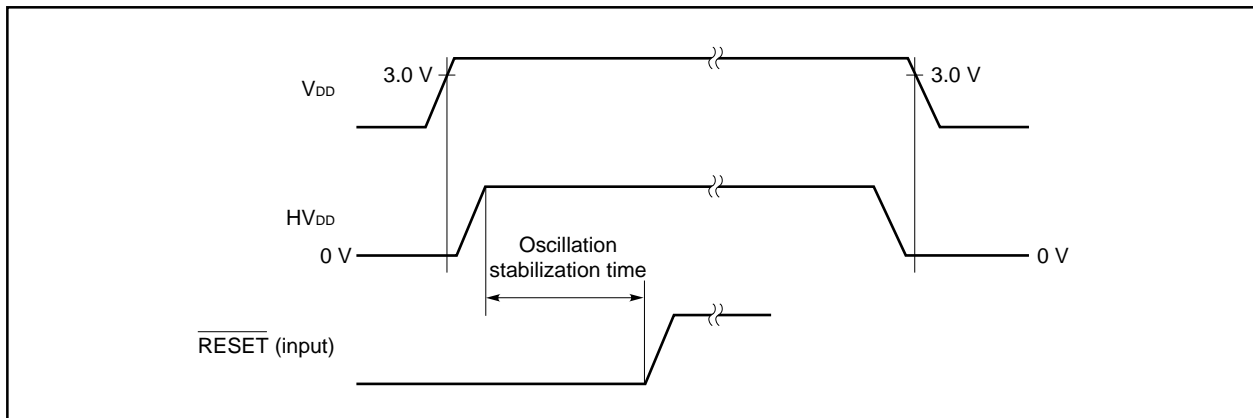 3.0 V
3.0 V
VDD
HVDD
0 V
0 V
Oscillation
stabilization time
RESET (input)